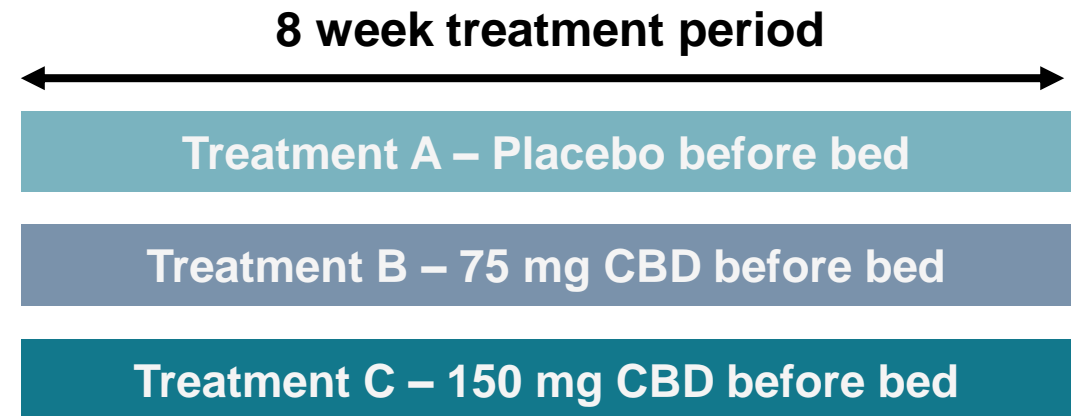 8 week treatment period
Treatment A – Placebo before bed
Treatment B – 75 mg CBD before bed
Treatment C – 150 mg CBD before bed